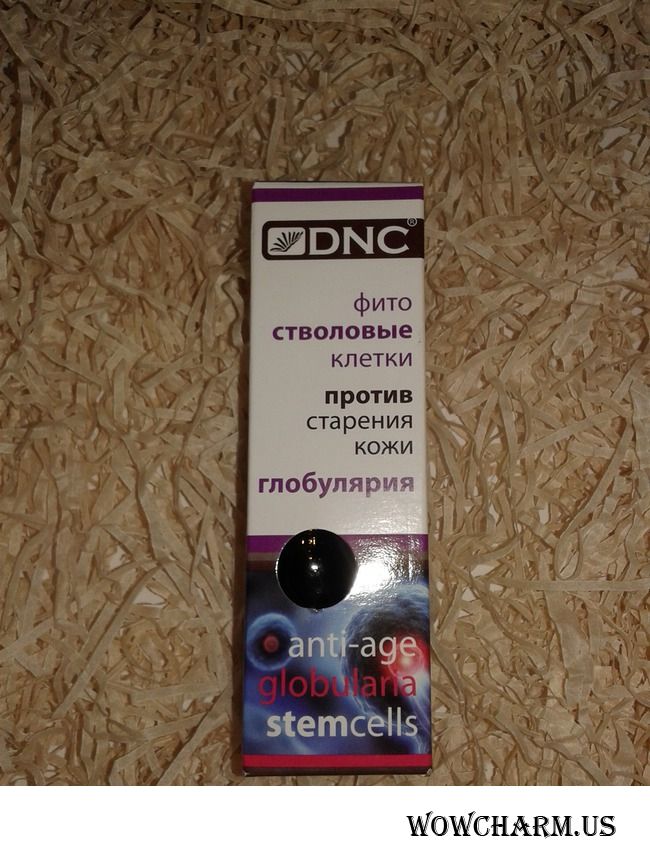 DNC®
фито
стволовые
клетки
против
старения
кожи
глобулярия
anti-age
globularia
stemcells
WOWCHARM.US